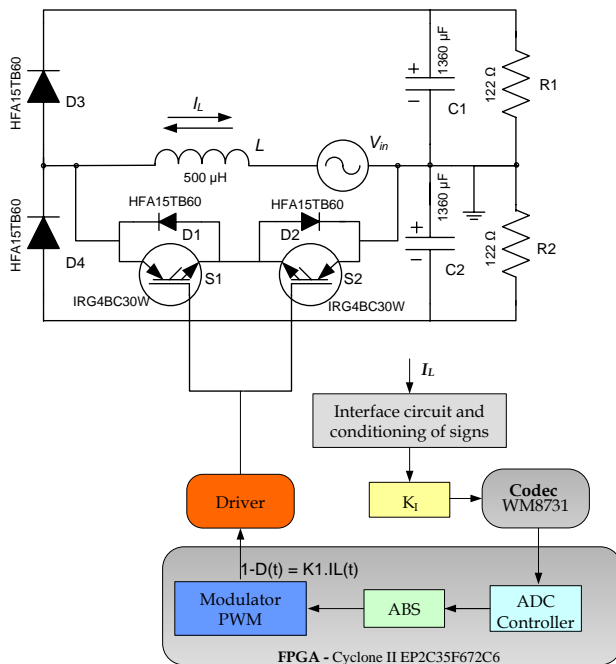 HFA15TB60
D3
1360 µF
+
−
C1
122 Ω
R1
I_L
L
500 µH
V_in
HFA15TB60
D4
HFA15TB60
D1
HFA15TB60
D2
S1
S2
IRG4BC30W
IRG4BC30W
1360 µF
+
−
C2
122 Ω
R2
I_L
Interface circuit and
conditioning of signs
Driver
K_I
Codec
WM8731
1-D(t) = K1.IL(t)
Modulator
PWM
ABS
ADC
Controller
FPGA - Cyclone II EP2C35F672C6